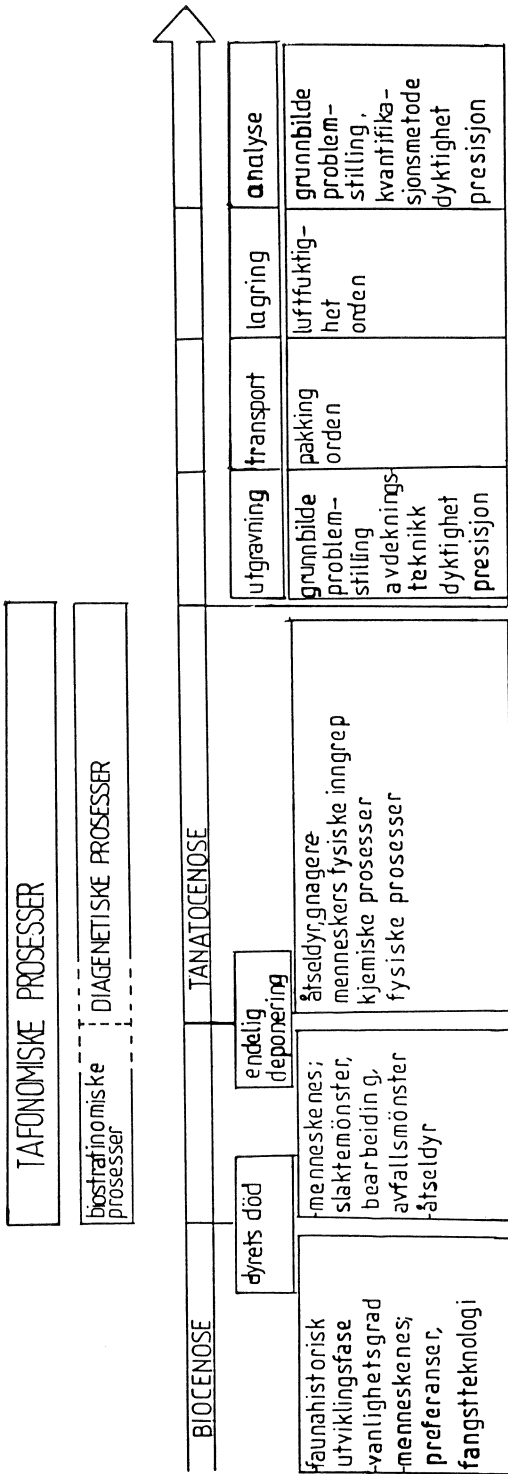 TAFONOMISKE PROSESSER
biostratinomiske
prosesser
DIAGENETISKE PROSESSER
BIOCENOSE
TANATOCENOSE
dyrets död
endelig
deponering
utgravning
transport
lagring
analyse
faunahistorisk
utviklingsfase
-vanlighetsgrad
-menneskenes;
preferanser,
fangstteknologi
-menneskenes;
slaktemönster,
bearbeiding,
avfallsmönster
-åtseldyr
åtseldyr,gnagere
menneskers fysiske inngrep
kjemiske prosesser
fysiske prosesser
grunnbilde
problem-
stilling
avdeknings-
teknikk
dyktighet
presisjon
pakking
orden
luftfuktig-
het
orden
grunnbilde
problem-
stilling,
kvantifika-
sjonsmetode
dyktighet
presisjon